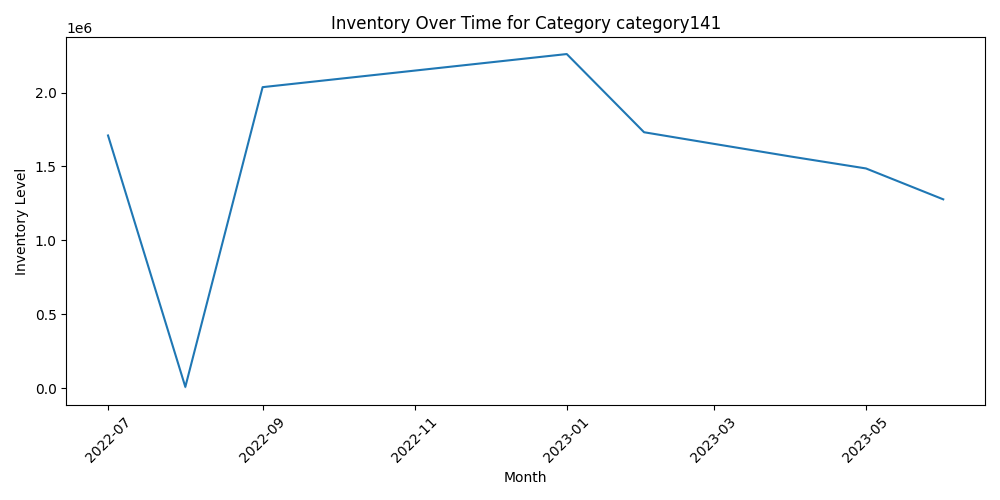 Inventory Over Time for Category category141
1e6
2.0
1.5
1.0
0.5
0.0
Inventory Level
2022-07
2022-09
2022-11
2023-01
2023-03
2023-05
Month